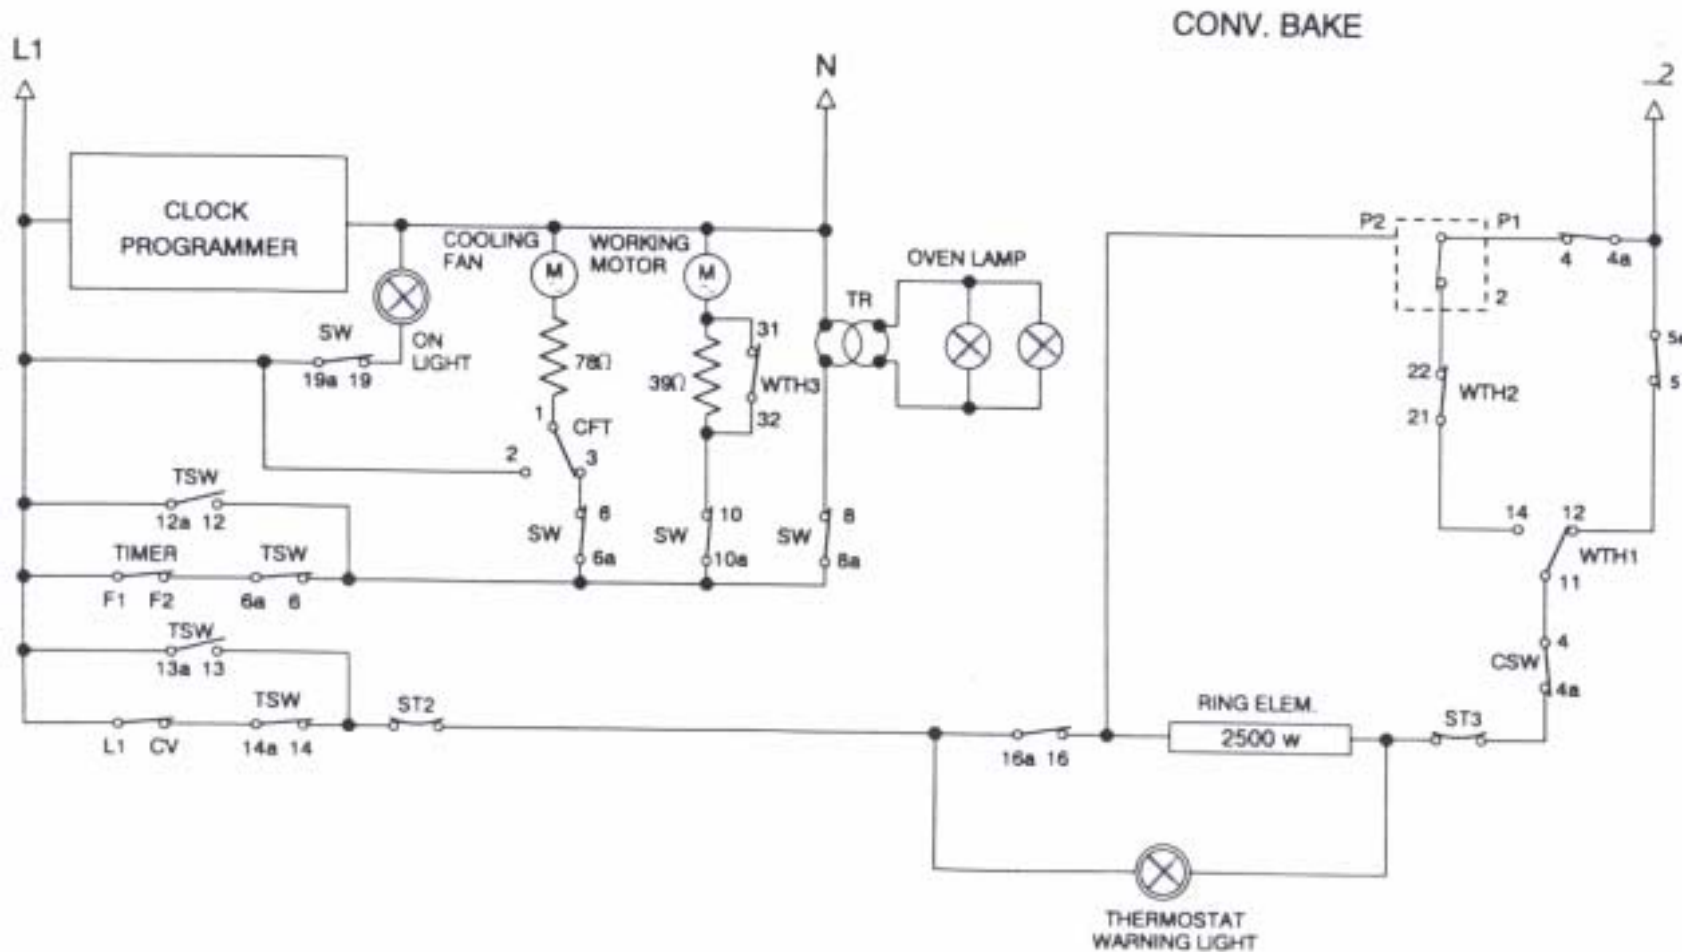 CONV. BAKE
L1
N
2
CLOCK
PROGRAMMER
COOLING
FAN
M
WORKING
MOTOR
M
P2
P1
OVEN LAMP
4
4a
2
TR
SW
19a 19
ON
LIGHT
78Ω
39Ω
31
WTH3
32
5
22
WTH2
21
1
CFT
2
3
TSW
12a 12
6
SW
6a
10
SW
10a
8
SW
8a
14
12
WTH1
11
TIMER
F1 F2
TSW
6a 6
TSW
13a 13
4
CSW
4a
L1 CV
TSW
14a 14
ST2
16a 16
RING ELEM.
2500 w
ST3
THERMOSTAT
WARNING LIGHT